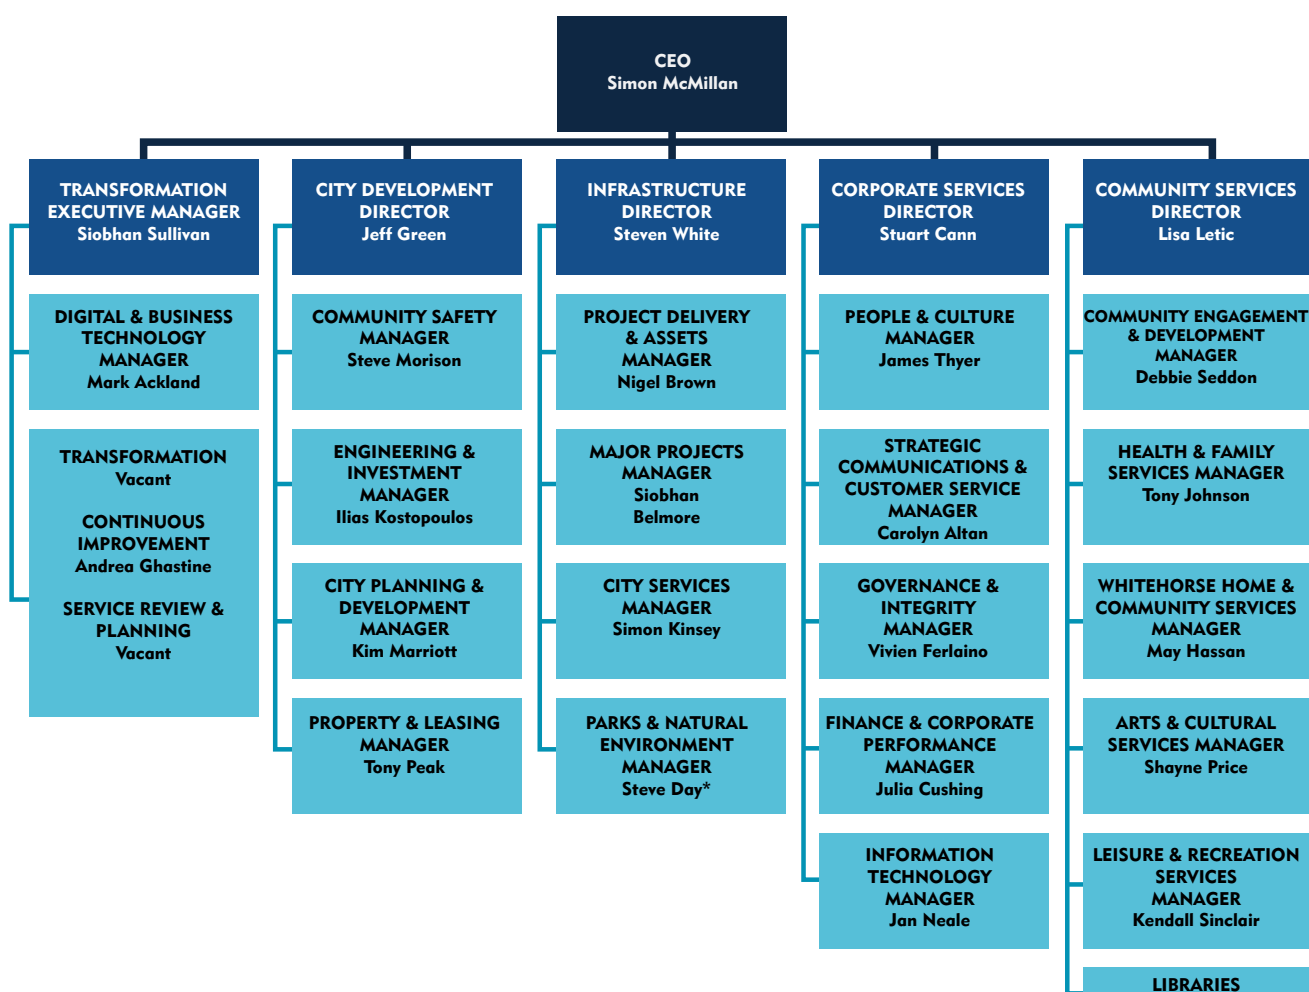 CEO
Simon McMillan
TRANSFORMATION
EXECUTIVE MANAGER
Siobhan Sullivan
DIGITAL & BUSINESS
TECHNOLOGY
MANAGER
Mark Ackland
TRANSFORMATION
Vacant
CONTINUOUS
IMPROVEMENT
Andrea Ghastine
SERVICE REVIEW &
PLANNING
Vacant
CITY DEVELOPMENT
DIRECTOR
Jeff Green
COMMUNITY SAFETY
MANAGER
Steve Morison
ENGINEERING &
INVESTMENT
MANAGER
Ilias Kostopoulos
CITY PLANNING &
DEVELOPMENT
MANAGER
Kim Marriott
PROPERTY & LEASING
MANAGER
Tony Peak
INFRASTRUCTURE
DIRECTOR
Steven White
PROJECT DELIVERY
& ASSETS
MANAGER
Nigel Brown
MAJOR PROJECTS
MANAGER
Siobhan
Belmore
CITY SERVICES
MANAGER
Simon Kinsey
PARKS & NATURAL
ENVIRONMENT
MANAGER
Steve Day*
CORPORATE SERVICES
DIRECTOR
Stuart Cann
PEOPLE & CULTURE
MANAGER
James Thyer
STRATEGIC
COMMUNICATIONS &
CUSTOMER SERVICE
MANAGER
Carolyn Altan
GOVERNANCE &
INTEGRITY
MANAGER
Vivien Ferlaino
FINANCE & CORPORATE
PERFORMANCE
MANAGER
Julia Cushing
INFORMATION
TECHNOLOGY
MANAGER
Jan Neale
COMMUNITY SERVICES
DIRECTOR
Lisa Letic
COMMUNITY ENGAGEMENT
& DEVELOPMENT
MANAGER
Debbie Seddon
HEALTH & FAMILY
SERVICES MANAGER
Tony Johnson
WHITEHORSE HOME &
COMMUNITY SERVICES
MANAGER
May Hassan
ARTS & CULTURAL
SERVICES MANAGER
Shayne Price
LEISURE & RECREATION
SERVICES
MANAGER
Kendall Sinclair
LIBRARIES